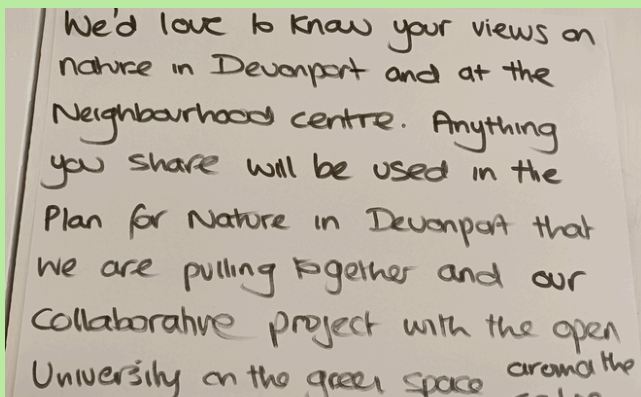 We'd love to know your views on
nature in Devonport and at the
Neighbourhood centre. Anything
you share will be used in the
Plan for Nature in Devonport that
we are pulling together and our
Collaborative project with the open
University on the green space around the